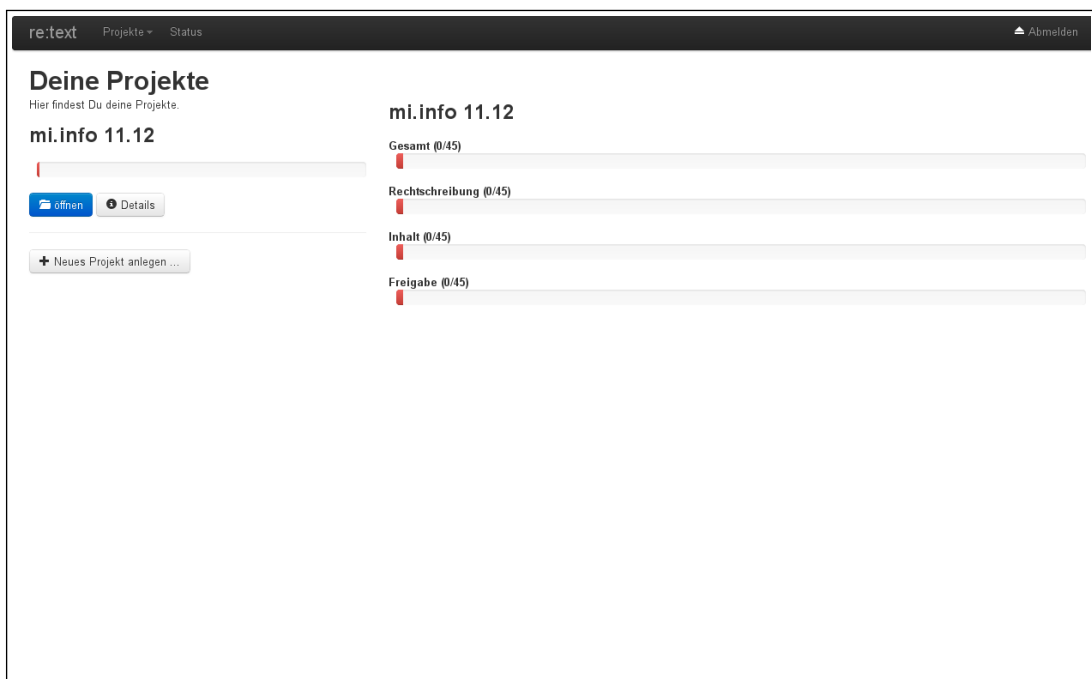 re:text Projekte Status Abmelden
Deine Projekte
Hier findest Du deine Projekte.
mi.info 11.12
öffnen Details
+ Neues Projekt anlegen ...
mi.info 11.12
Gesamt (0/45)
Rechtschreibung (0/45)
Inhalt (0/45)
Freigabe (0/45)